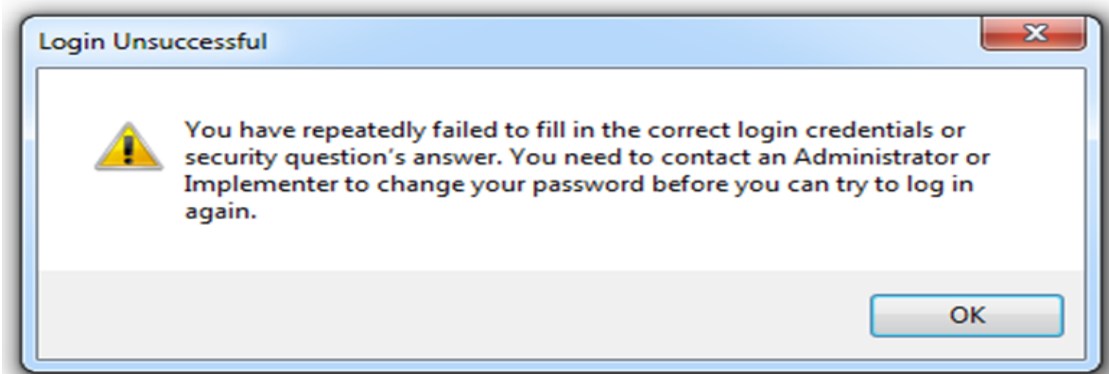 Login Unsuccessful
You have repeatedly failed to fill in the correct login credentials or
security question's answer. You need to contact an Administrator or
Implementer to change your password before you can try to log in
again.
OK